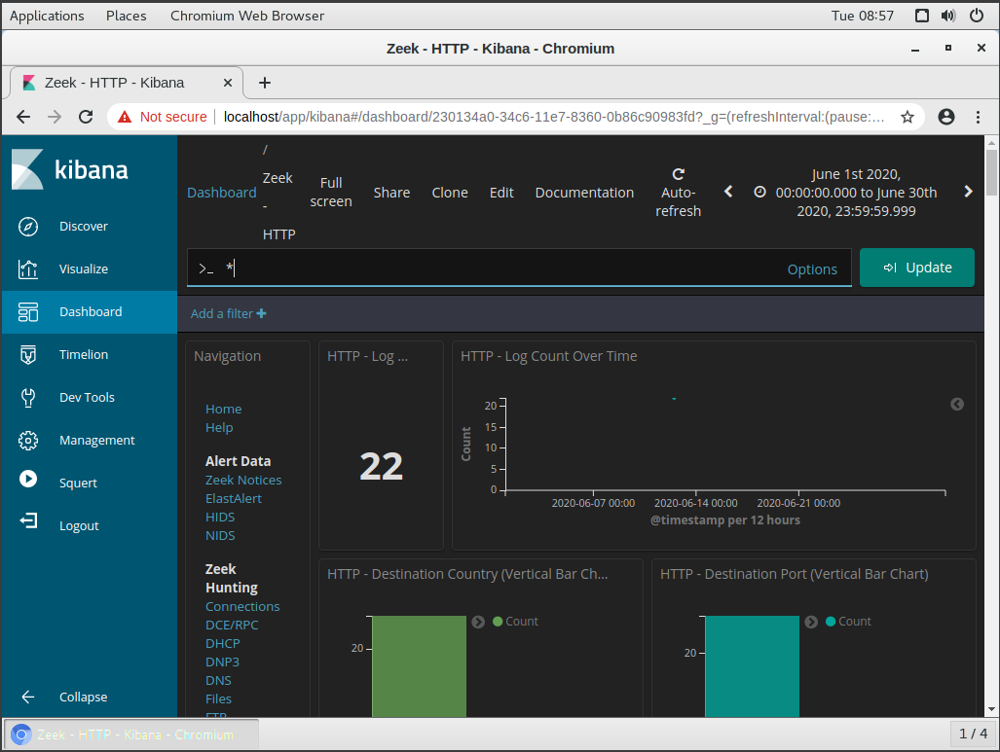 Applications Places Chromium Web Browser Tue 08:57
Zeek - HTTP - Kibana - Chromium
Zeek - HTTP - Kibana
Not secure localhost/app/kibana#/dashboard/230134a0-34c6-11e7-8360-0b86c90983fd?_g=(refreshInterval:(pause:…
kibana
Discover
Visualize
Dashboard
Timelion
Dev Tools
Management
Squert
Logout
Collapse
Dashboard
/
Zeek
-
HTTP
Full
screen
Share
Clone
Edit
Documentation
Auto-
refresh
June 1st 2020,
00:00:00.000 to June 30th
2020, 23:59:59.999
>_ *
Options
Update
Add a filter +
Navigation
Home
Help
Alert Data
Zeek Notices
ElastAlert
HIDS
NIDS
Zeek
Hunting
Connections
DCE/RPC
DHCP
DNP3
DNS
Files
FTP
HTTP - Log ...
22
HTTP - Log Count Over Time
Count
20
15
10
5
0
2020-06-07 00:00 2020-06-14 00:00 2020-06-21 00:00
@timestamp per 12 hours
HTTP - Destination Country (Vertical Bar Ch...
Count
20
HTTP - Destination Port (Vertical Bar Chart)
Count
20
Zeek - HTTP - Kibana - Chromium
1 / 4